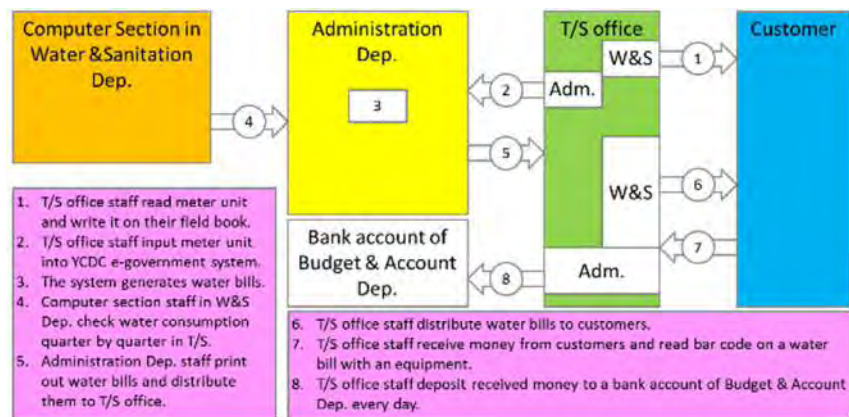 Computer Section in
Water &Sanitation
Dep.
Administration
Dep.
T/S office
Customer
W&S
1
Adm.
2
3
4
5
W&S
6
7
Bank account of
Budget & Account
Dep.
8
Adm.
1. T/S office staff read meter unit
and write it on their field book.
2. T/S office staff input meter unit
into YCDC e-government system.
3. The system generates water bills.
4. Computer section staff in W&S
Dep. check water consumption
quarter by quarter in T/S.
5. Administration Dep. staff print
out water bills and distribute
them to T/S office.
6. T/S office staff distribute water bills to customers.
7. T/S office staff receive money from customers and read bar code on a water
bill with an equipment.
8. T/S office staff deposit received money to a bank account of Budget & Account
Dep. every day.